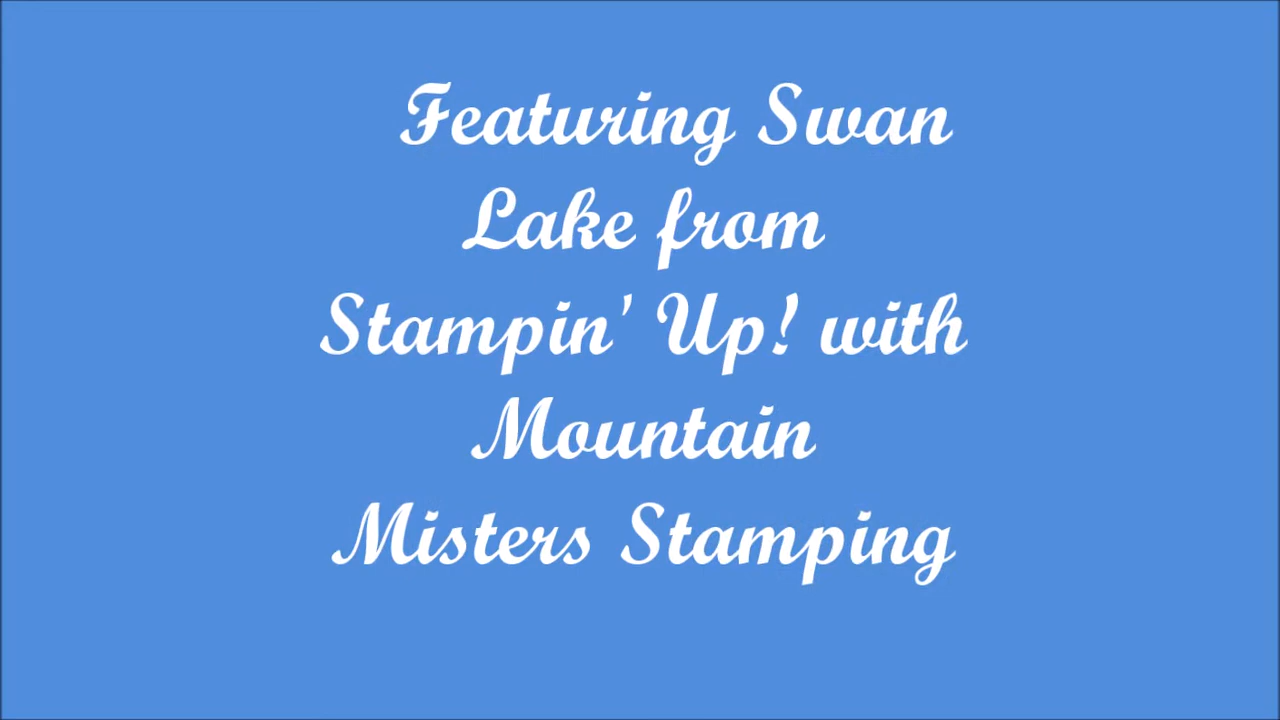 Featuring Swan
Lake from
Stampin' Up! with
Mountain
Misters Stamping